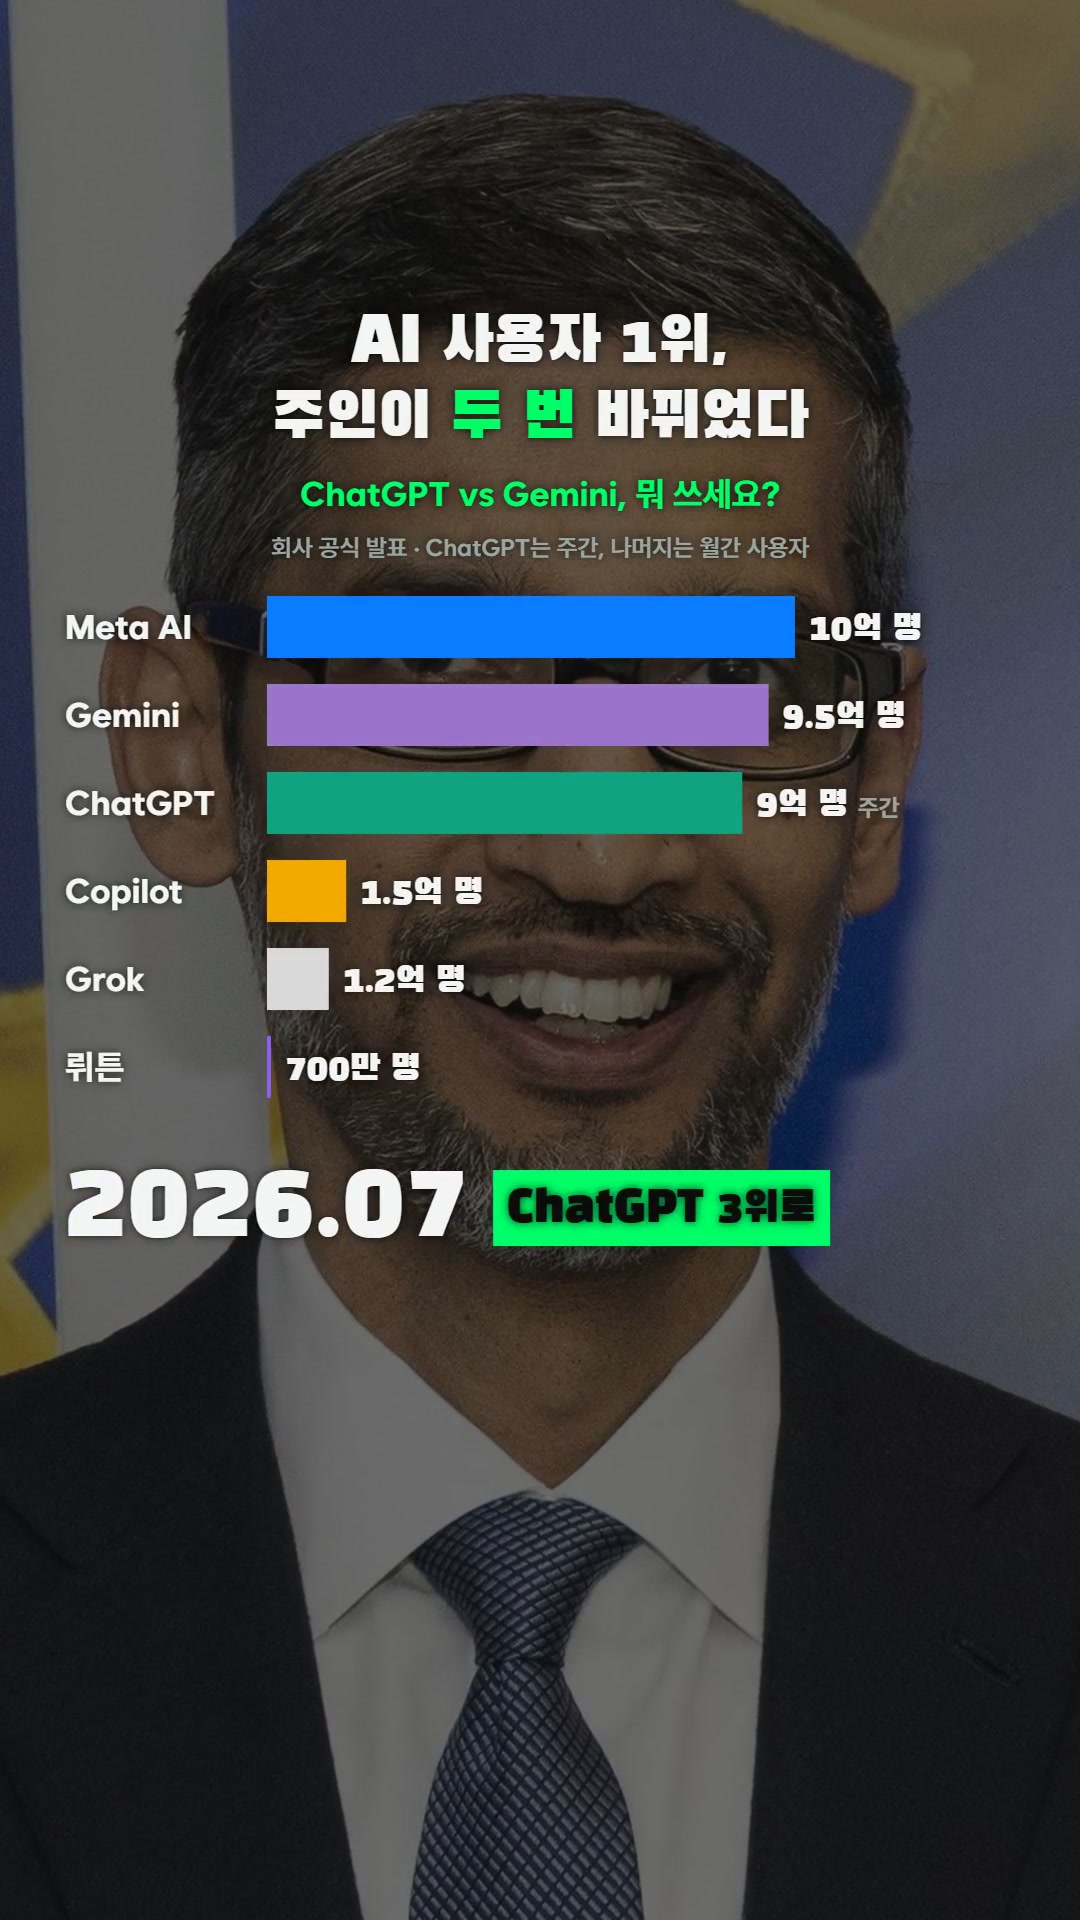 AI 사용자 1위,
주인이 두 번 바뀌었다
ChatGPT vs Gemini, 뭐 쓰세요?
회사 공식 발표 · ChatGPT는 주간, 나머지는 월간 사용자
Meta AI 10억 명
Gemini 9.5억 명
ChatGPT 9억 명 주간
Copilot 1.5억 명
Grok 1.2억 명
뤼튼 700만 명
2026.07 ChatGPT 3위로